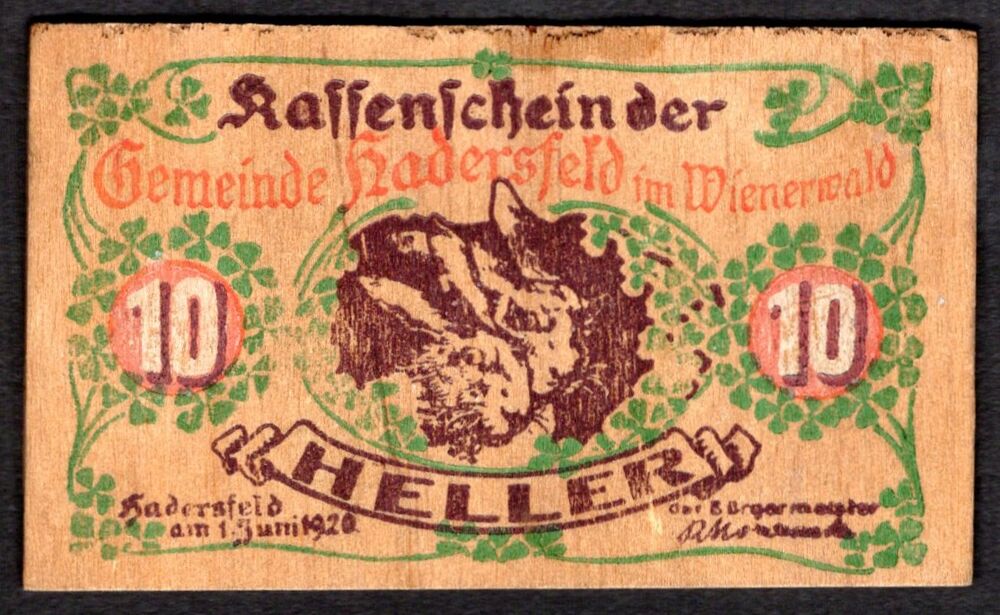 Kassenschein der
Gemeinde Hadersfeld im Wienerwald
10
10
HELLER
Hadersfeld
am 1. Juni 1920
der Bürgermeister